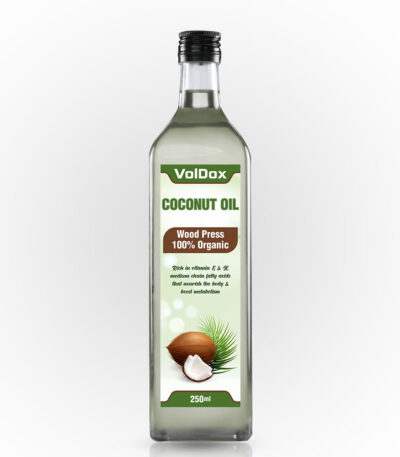 VolDox
COCONUT OIL
Wood Press
100% Organic
Rich in vitamin E & K
medium chain fatty acids
that nourish the body &
boost metabolism
250ml